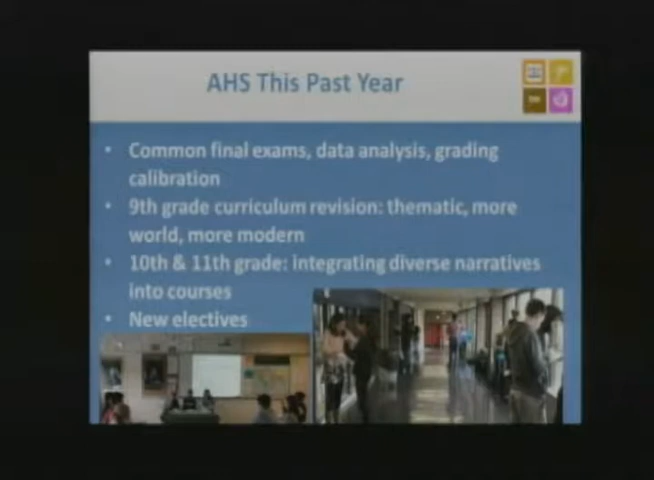 AHS This Past Year
• Common final exams, data analysis, grading
calibration
• 9th grade curriculum revision: thematic, more
world, more modern
• 10th & 11th grade: integrating diverse narratives
into courses
• New electives